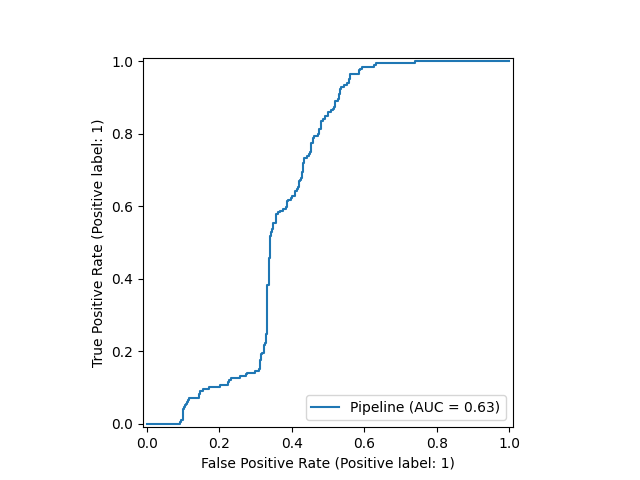 1.0
0.8
0.6
0.4
0.2
0.0
True Positive Rate (Positive label: 1)
Pipeline (AUC = 0.63)
0.0 0.2 0.4 0.6 0.8 1.0
False Positive Rate (Positive label: 1)